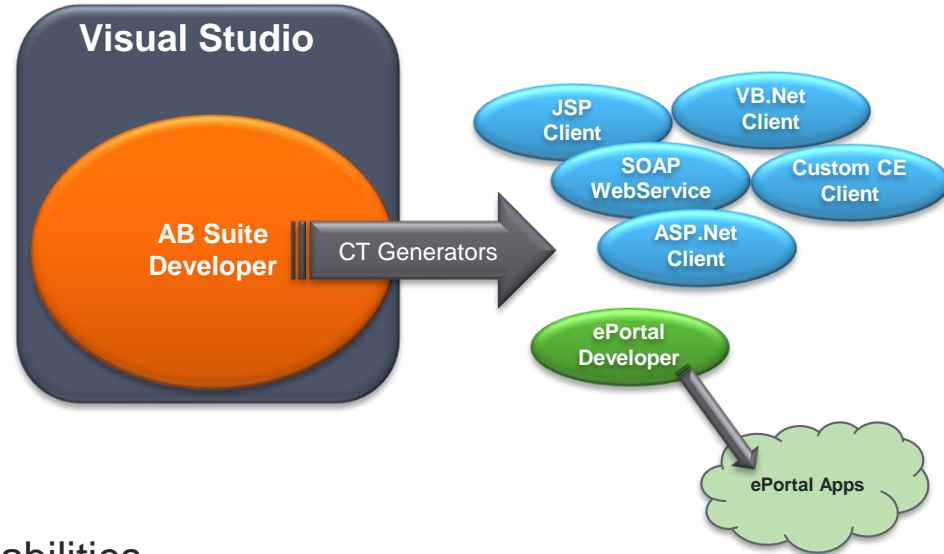 Visual Studio
AB Suite
Developer
CT Generators
JSP
Client
VB.Net
Client
SOAP
WebService
Custom CE
Client
ASP.Net
Client
ePortal
Developer
ePortal Apps